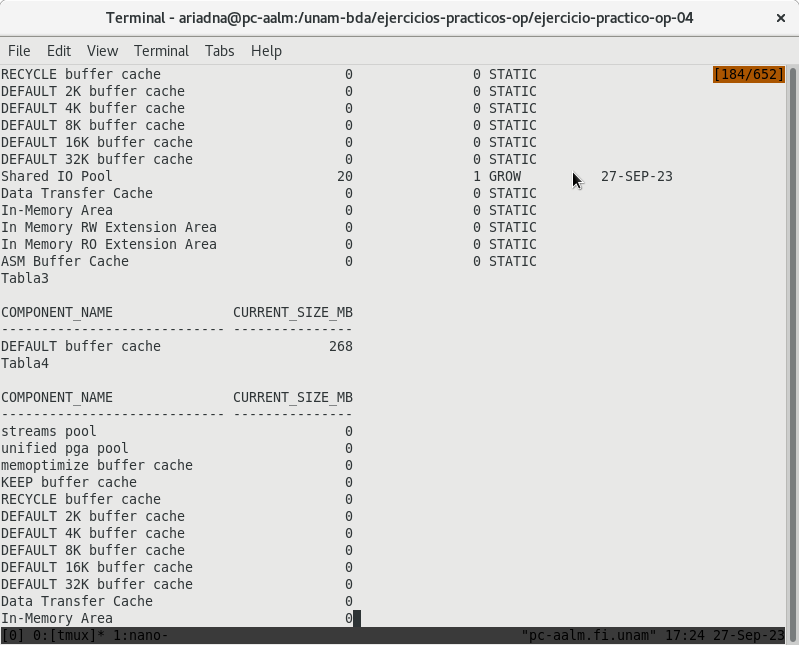 Terminal - ariadna@pc-aalm:/unam-bda/ejercicios-practicos-op/ejercicio-practico-op-04
File Edit View Terminal Tabs Help
RECYCLE buffer cache 0 0 STATIC [184/652]
DEFAULT 2K buffer cache 0 0 STATIC
DEFAULT 4K buffer cache 0 0 STATIC
DEFAULT 8K buffer cache 0 0 STATIC
DEFAULT 16K buffer cache 0 0 STATIC
DEFAULT 32K buffer cache 0 0 STATIC
Shared IO Pool 20 1 GROW 27-SEP-23
Data Transfer Cache 0 0 STATIC
In-Memory Area 0 0 STATIC
In Memory RW Extension Area 0 0 STATIC
In Memory RO Extension Area 0 0 STATIC
ASM Buffer Cache 0 0 STATIC
Tabla3
COMPONENT_NAME CURRENT_SIZE_MB
---------------------------- ---------------
DEFAULT buffer cache 268
Tabla4
COMPONENT_NAME CURRENT_SIZE_MB
---------------------------- ---------------
streams pool 0
unified pga pool 0
memoptimize buffer cache 0
KEEP buffer cache 0
RECYCLE buffer cache 0
DEFAULT 2K buffer cache 0
DEFAULT 4K buffer cache 0
DEFAULT 8K buffer cache 0
DEFAULT 16K buffer cache 0
DEFAULT 32K buffer cache 0
Data Transfer Cache 0
In-Memory Area 0
[0] 0:[tmux]* 1:nano- "pc-aalm.fi.unam" 17:24 27-Sep-23